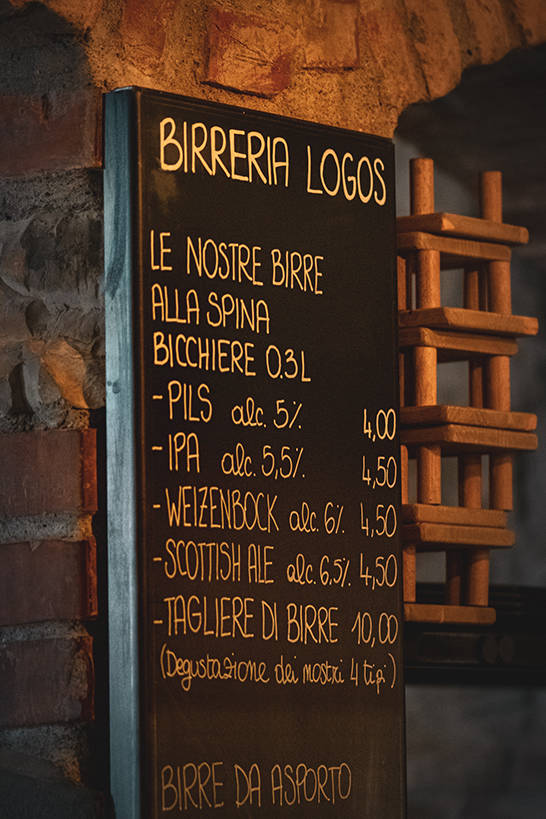 BIRRERIA LOGOS
LE NOSTRE BIRRE
ALLA SPINA
BICCHIERE 0.3L
-PILS alc. 5% 4,00
-IPA alc. 5,5% 4,50
-WEIZENBOCK alc. 6% 4,50
-SCOTTISH ALE alc. 6,5% 4,50
-TAGLIERE DI BIRRE 10,00
(Degustazione dei nostri 4 tipi)
BIRRE DA ASPORTO